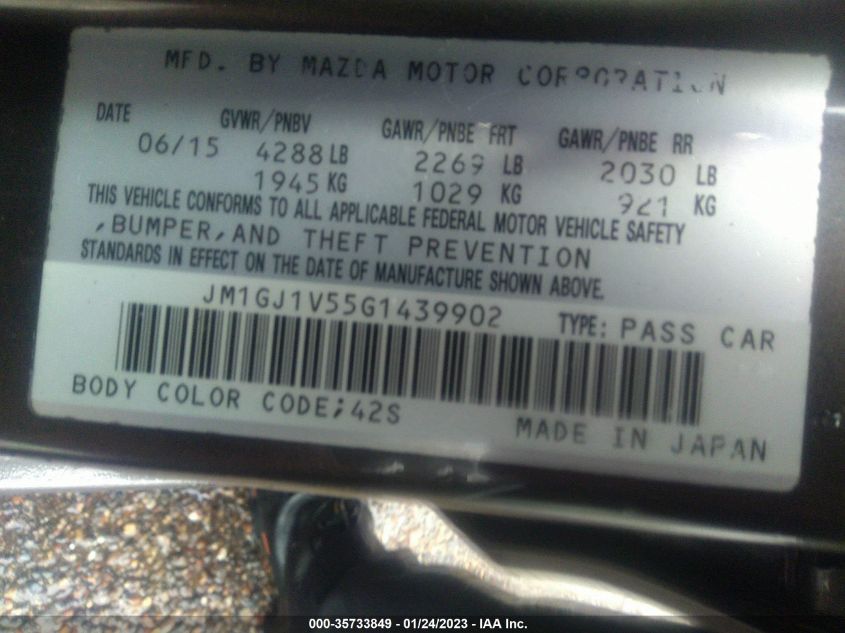 MFD. BY MAZDA MOTOR CORPORATION
DATE GVWR/PNBV GAWR/PNBE FRT GAWR/PNBE RR
06/15 4288 LB 2269 LB 2030 LB
1945 KG 1029 KG 921 KG
THIS VEHICLE CONFORMS TO ALL APPLICABLE FEDERAL MOTOR VEHICLE SAFETY
,BUMPER,AND THEFT PREVENTION
STANDARDS IN EFFECT ON THE DATE OF MANUFACTURE SHOWN ABOVE.
JM1GJ1V55G1439902 TYPE: PASS CAR
BODY COLOR CODE;42S
MADE IN JAPAN
000-35733849 - 01/24/2023 - IAA Inc.